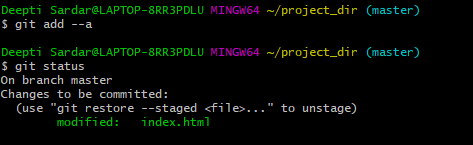 Deepti Sardar@LAPTOP-8RR3PDLU MINGW64 ~/project_dir (master)
$ git add --a
Deepti Sardar@LAPTOP-8RR3PDLU MINGW64 ~/project_dir (master)
$ git status
On branch master
Changes to be committed:
  (use "git restore --staged <file>..." to unstage)
        modified:   index.html